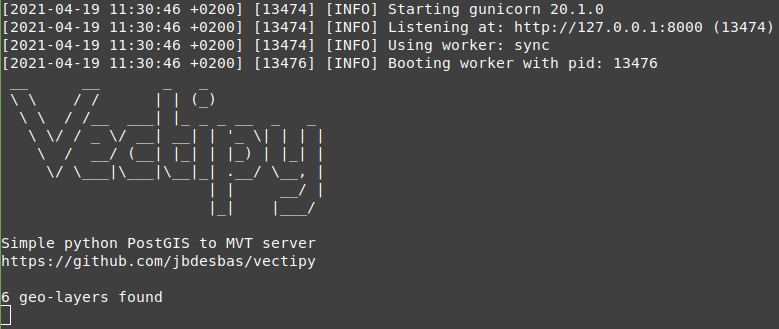 [2021-04-19 11:30:46 +0200] [13474] [INFO] Starting gunicorn 20.1.0
[2021-04-19 11:30:46 +0200] [13474] [INFO] Listening at: http://127.0.0.1:8000 (13474)
[2021-04-19 11:30:46 +0200] [13474] [INFO] Using worker: sync
[2021-04-19 11:30:46 +0200] [13476] [INFO] Booting worker with pid: 13476
Vectipy
Simple python PostGIS to MVT server
https://github.com/jbdesbas/vectipy
6 geo-layers found